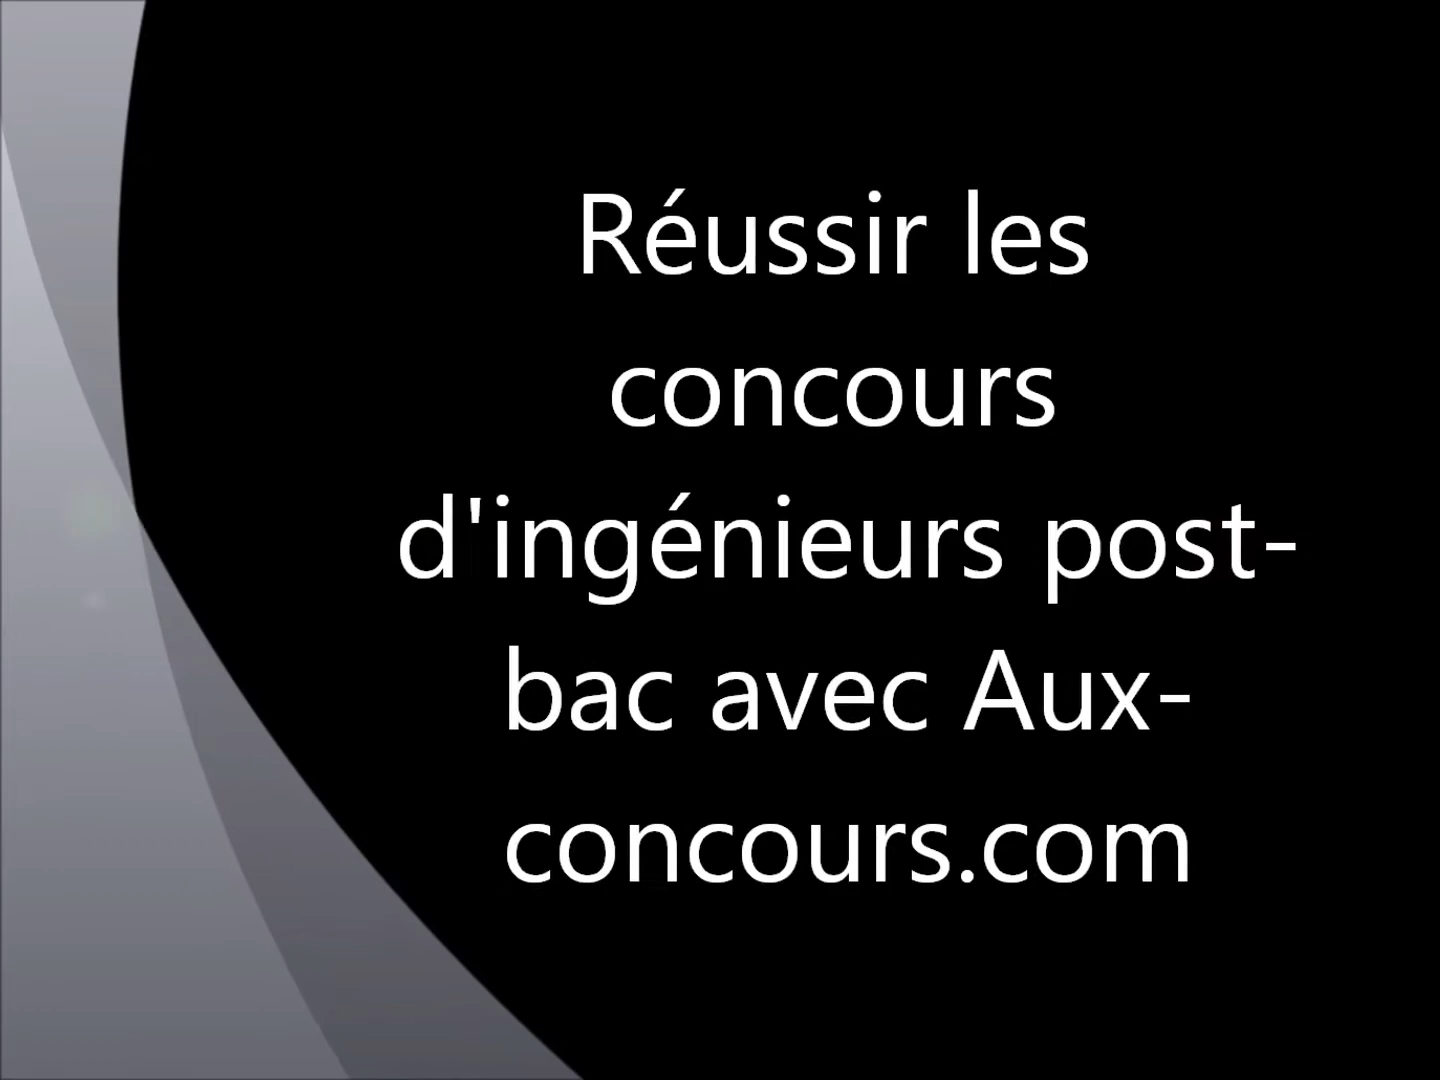 Réussir les
concours
d'ingénieurs post-
bac avec Aux-
concours.com